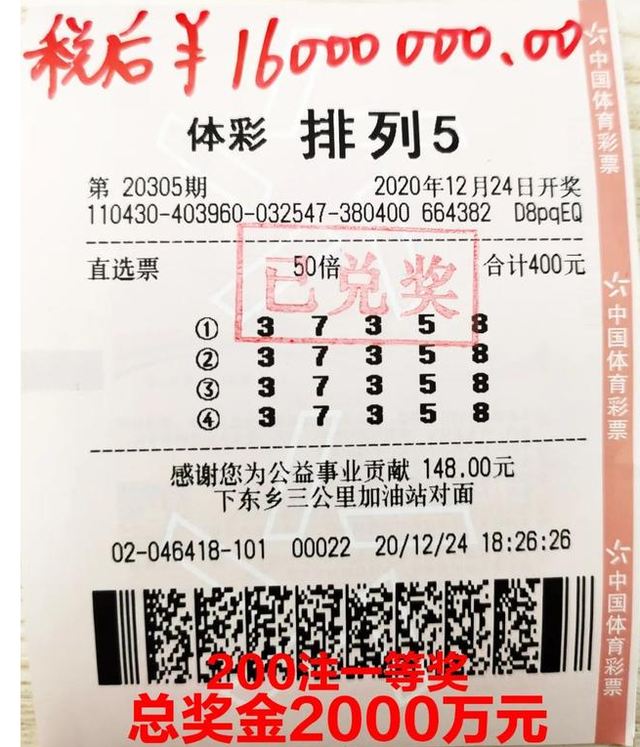 税后￥16000 000.00
体彩 排列5
第 20305期 2020年12月24日开奖
110430-403960-032547-380400 664382 D8pqEQ
直选票 50倍 合计400元
已兑奖
① 3 7 3 5 8
② 3 7 3 5 8
③ 3 7 3 5 8
④ 3 7 3 5 8
感谢您为公益事业贡献 148.00元
下东乡三公里加油站对面
02-046418-101 00022 20/12/24 18:26:26
200注一等奖
总奖金2000万元
中国体育彩票
中国体育彩票
中国体育彩票